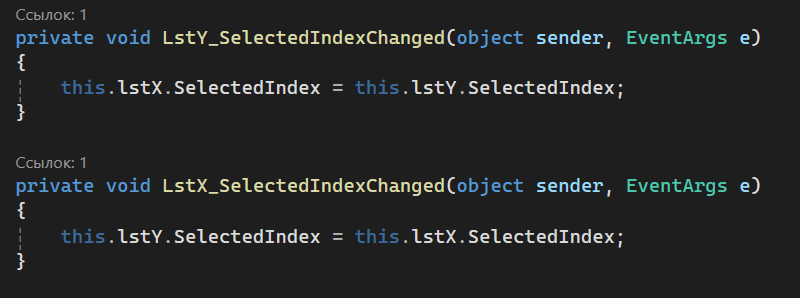 Ссылок: 1
private void LstY_SelectedIndexChanged(object sender, EventArgs e)
{
    this.lstX.SelectedIndex = this.lstY.SelectedIndex;
}
Ссылок: 1
private void LstX_SelectedIndexChanged(object sender, EventArgs e)
{
    this.lstY.SelectedIndex = this.lstX.SelectedIndex;
}